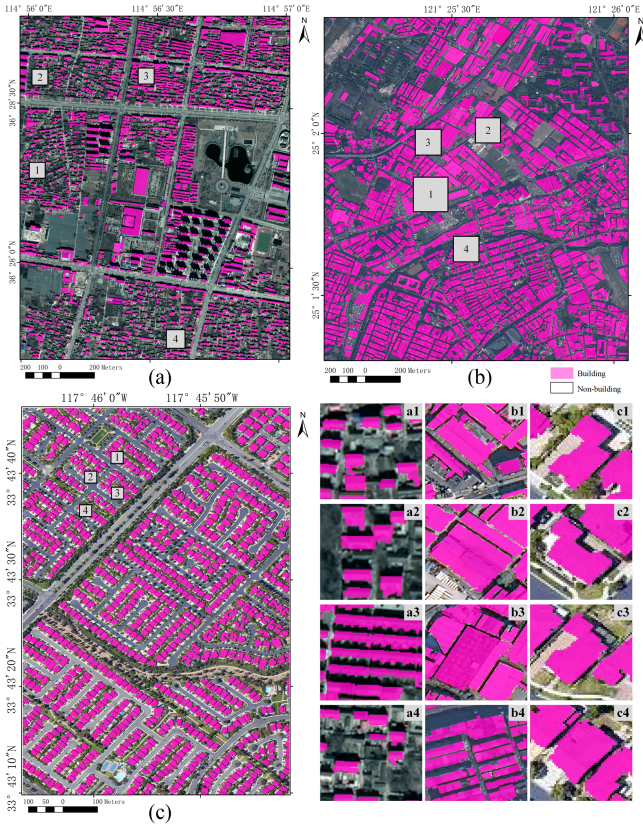 114 °56′0″E
114 °56′30″E
114 °57′0″E
N
36 °28′30″N
36 °28′0″N
2
3
1
4
200 100 0 200 Meters
(a)
121 °25′30″E
121 °26′0″E
N
25 °2′0″N
25 °1′30″N
2
3
1
4
200 100 0 200 Meters
(b)
Building
Non-building
117 °46′0″W
117 °45′50″W
N
33 °43′40″N
33 °43′30″N
33 °43′20″N
33 °43′10″N
1
2
3
4
100 50 0 100 Meters
(c)
a1 b1 c1
a2 b2 c2
a3 b3 c3
a4 b4 c4